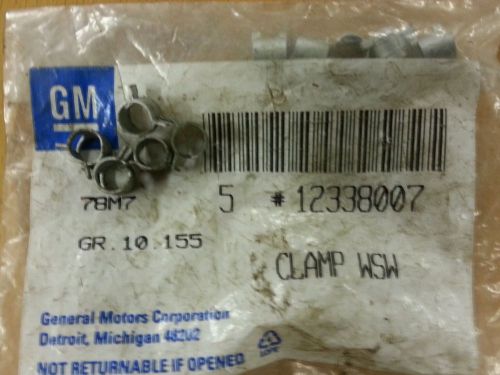 GM
78M7 5 # 12338007
GR. 10.155
CLAMP WSW
General Motors Corporation
Detroit, Michigan 48202
NOT RETURNABLE IF OPENED